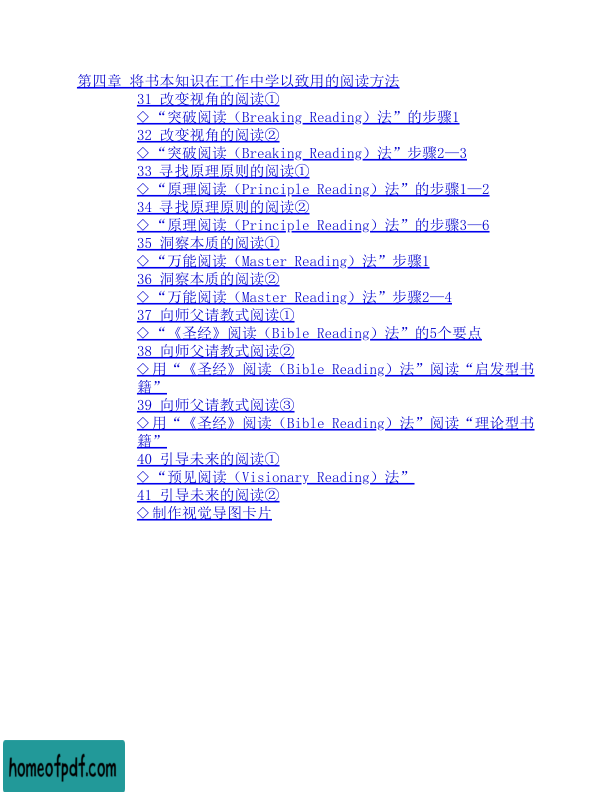 第四章 将书本知识在工作中学以致用的阅读方法
31 改变视角的阅读①
◇“突破阅读（Breaking Reading）法”的步骤1
32 改变视角的阅读②
◇“突破阅读（Breaking Reading）法”步骤2—3
33 寻找原理原则的阅读①
◇“原理阅读（Principle Reading）法”的步骤1—2
34 寻找原理原则的阅读②
◇“原理阅读（Principle Reading）法”的步骤3—6
35 洞察本质的阅读①
◇“万能阅读（Master Reading）法”步骤1
36 洞察本质的阅读②
◇“万能阅读（Master Reading）法”步骤2—4
37 向师父请教式阅读①
◇“《圣经》阅读（Bible Reading）法”的5个要点
38 向师父请教式阅读②
◇用“《圣经》阅读（Bible Reading）法”阅读“启发型书
籍”
39 向师父请教式阅读③
◇用“《圣经》阅读（Bible Reading）法”阅读“理论型书
籍”
40 引导未来的阅读①
◇“预见阅读（Visionary Reading）法”
41 引导未来的阅读②
◇制作视觉导图卡片
homeofpdf.com